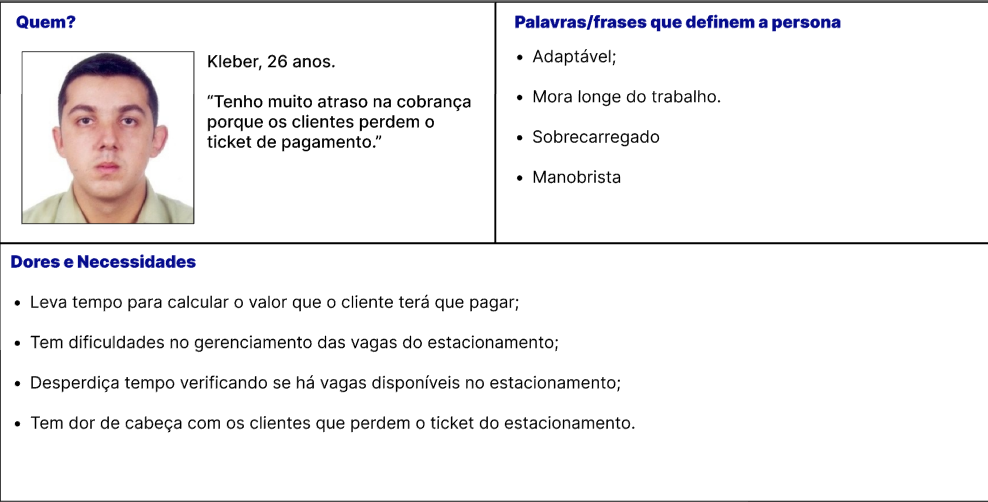 Quem?
Kleber, 26 anos.
“Tenho muito atraso na cobrança
porque os clientes perdem o
ticket de pagamento.”
Palavras/frases que definem a persona
• Adaptável;
• Mora longe do trabalho.
• Sobrecarregado
• Manobrista
Dores e Necessidades
• Leva tempo para calcular o valor que o cliente terá que pagar;
• Tem dificuldades no gerenciamento das vagas do estacionamento;
• Desperdiça tempo verificando se há vagas disponíveis no estacionamento;
• Tem dor de cabeça com os clientes que perdem o ticket do estacionamento.